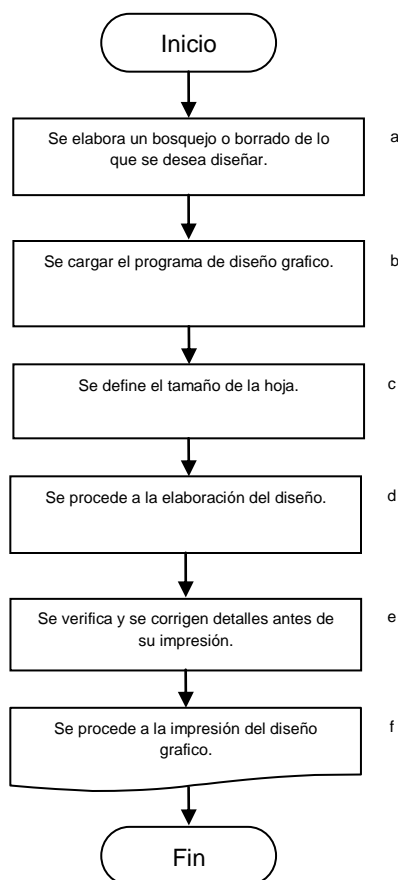 Inicio
Se elabora un bosquejo o borrado de lo
que se desea diseñar.
a
Se cargar el programa de diseño grafico.
b
Se define el tamaño de la hoja.
c
Se procede a la elaboración del diseño.
d
Se verifica y se corrigen detalles antes de
su impresión.
e
Se procede a la impresión del diseño
grafico.
f
Fin